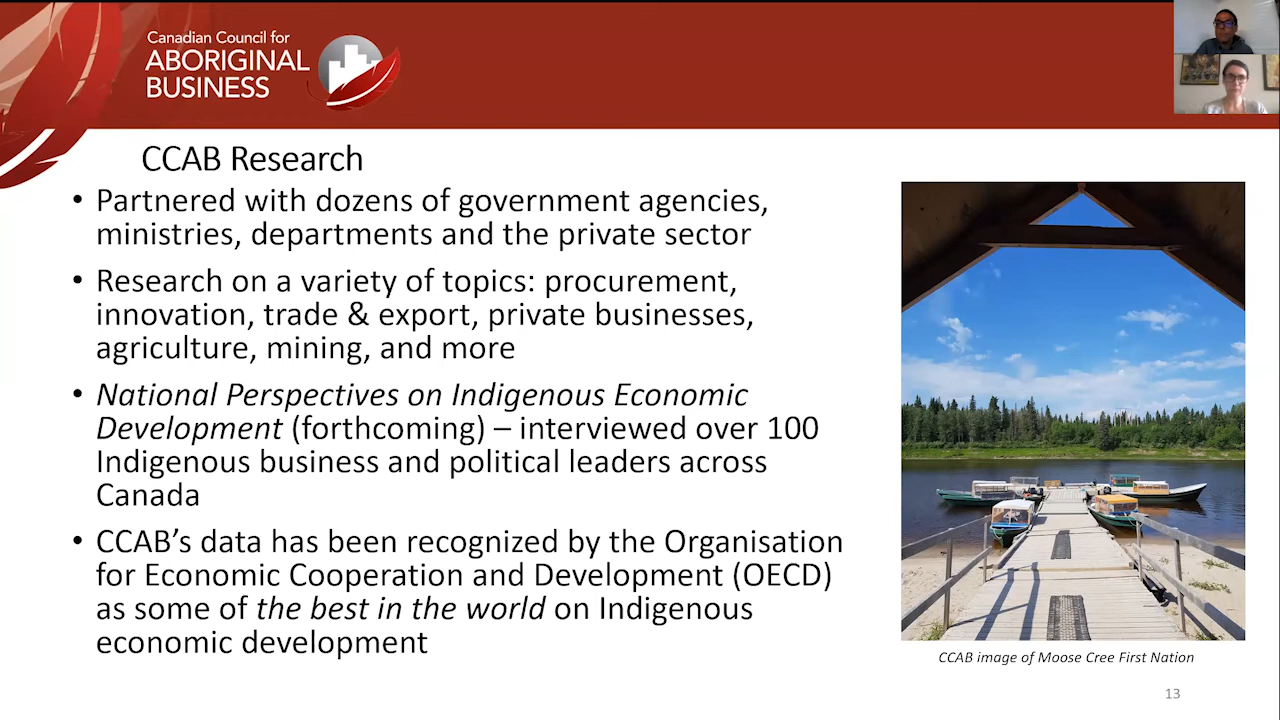 Canadian Council for
ABORIGINAL
BUSINESS
CCAB Research
• Partnered with dozens of government agencies,
ministries, departments and the private sector
• Research on a variety of topics: procurement,
innovation, trade & export, private businesses,
agriculture, mining, and more
• National Perspectives on Indigenous Economic
Development (forthcoming) – interviewed over 100
Indigenous business and political leaders across
Canada
• CCAB’s data has been recognized by the Organisation
for Economic Cooperation and Development (OECD)
as some of the best in the world on Indigenous
economic development
CCAB image of Moose Cree First Nation
13